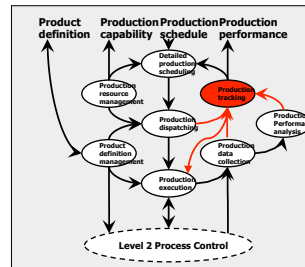 Product Production Production Production
definition capability schedule performance
Detailed
production
scheduling
Production
resource
management
Production
tracking
Production
dispatching
Production
Performan
analysis
Product
definition
management
Production
data
collection
Production
execution
Level 2 Process Control